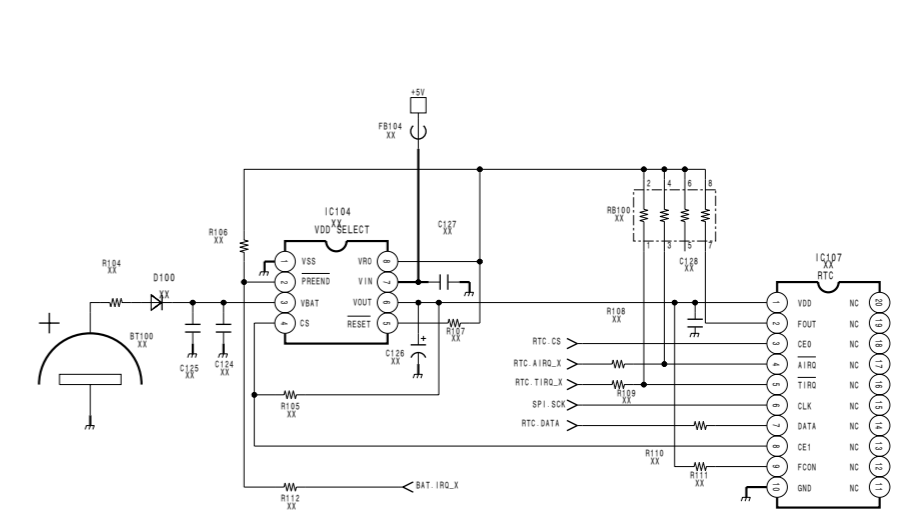 +5V
FB104
XX
2 4 6 8
RB100
XX
1 3 5 7
IC104
XX
VDD SELECT
C127
XX
R106
XX
C128
XX
IC107
XX
RTC
R104
XX
D100
XX
1 VSS VRO 8
2 PREEND VIN 7
3 VBAT VOUT 6
4 CS RESET 5
BT100
XX
+
C125
XX
C124
XX
C126
XX
+
R107
XX
R108
XX
RTC.CS
RTC.AIRQ_X
RTC.TIRQ_X
R109
XX
SPI.SCK
RTC.DATA
R105
XX
R110
XX
R111
XX
1 VDD NC 20
2 FOUT NC 19
3 CE0 NC 18
4 AIRQ NC 17
5 TIRQ NC 16
6 CLK NC 15
7 DATA NC 14
8 CE1 NC 13
9 FCON NC 12
10 GND NC 11
R112
XX
BAT.IRQ_X